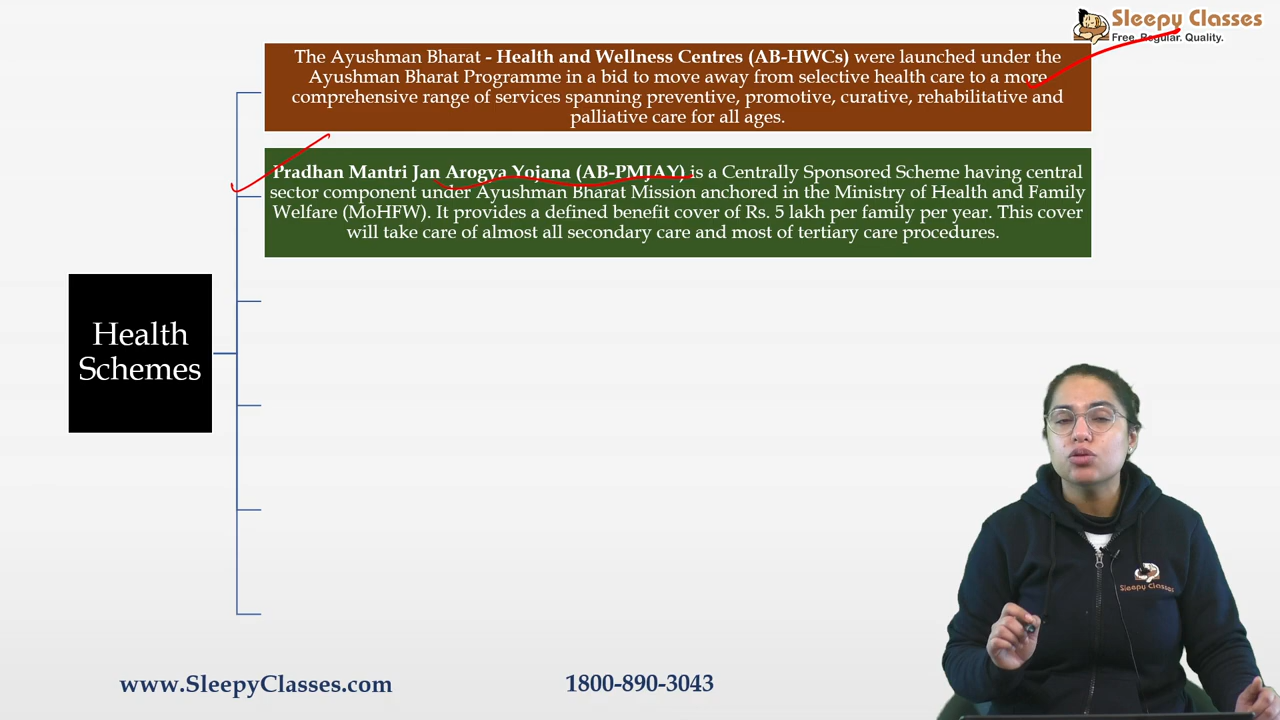 Sleepy Classes
Free. Regular. Quality.
The Ayushman Bharat - Health and Wellness Centres (AB-HWCs) were launched under the
Ayushman Bharat Programme in a bid to move away from selective health care to a more
comprehensive range of services spanning preventive, promotive, curative, rehabilitative and
palliative care for all ages.
Pradhan Mantri Jan Arogya Yojana (AB-PMJAY) is a Centrally Sponsored Scheme having central
sector component under Ayushman Bharat Mission anchored in the Ministry of Health and Family
Welfare (MoHFW). It provides a defined benefit cover of Rs. 5 lakh per family per year. This cover
will take care of almost all secondary care and most of tertiary care procedures.
Health
Schemes
Sleepy Classes
www.SleepyClasses.com
1800-890-3043